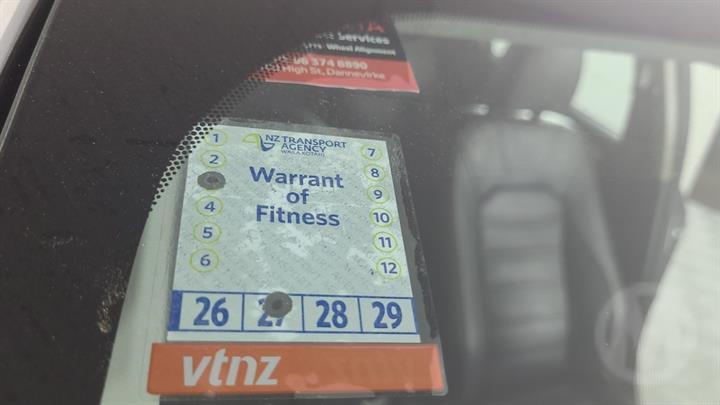 Services
Wheel Alignment
06 374 8890
High St, Dannevirke
NZ TRANSPORT
AGENCY
WAKA KOTAHI
Warrant
of
Fitness
1
2
4
5
6
7
8
9
10
11
12
26 27 28 29
vtnz